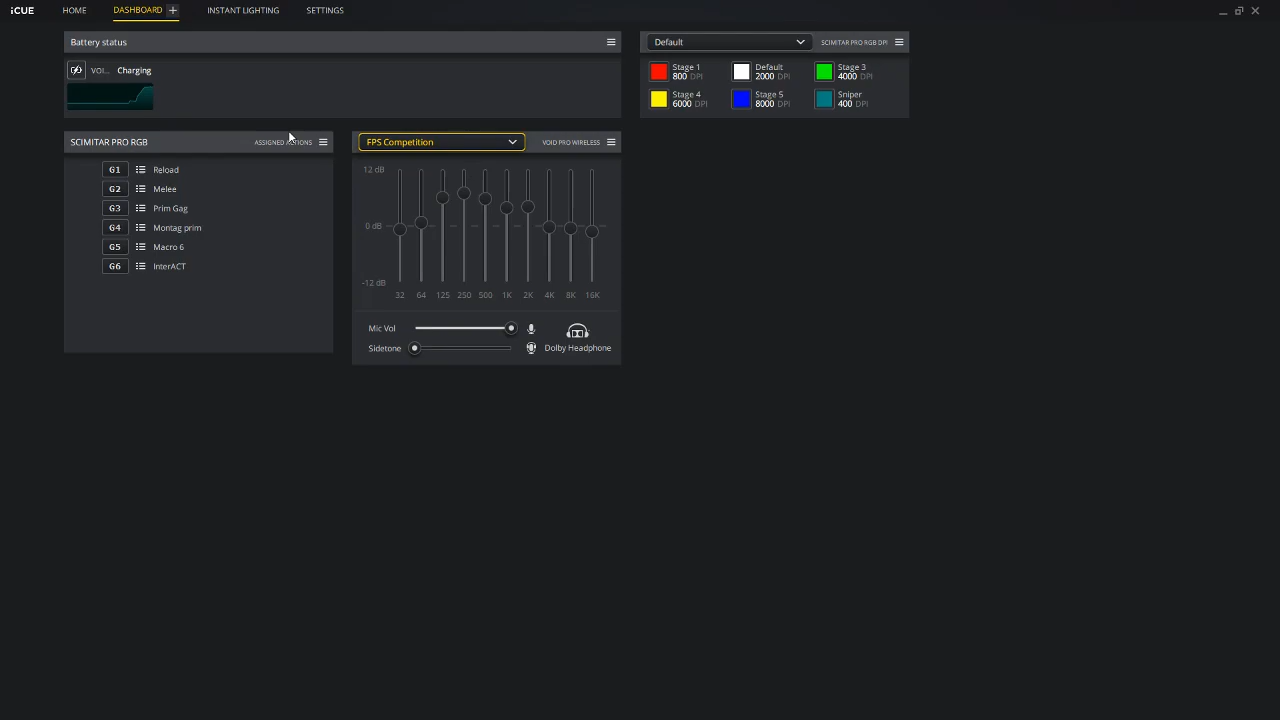 iCUE HOME DASHBOARD + INSTANT LIGHTING SETTINGS
Battery status
VOI... Charging
Default SCIMITAR PRO RGB DPI
Stage 1
800 DPI
Default
2000 DPI
Stage 3
4000 DPI
Stage 4
6000 DPI
Stage 5
8000 DPI
Sniper
400 DPI
SCIMITAR PRO RGB ASSIGNED ACTIONS
G1 Reload
G2 Melee
G3 Prim Gag
G4 Montag prim
G5 Macro 6
G6 InterACT
FPS Competition VOID PRO WIRELESS
12 dB
0 dB
-12 dB
32 64 125 250 500 1K 2K 4K 8K 16K
Mic Vol
Sidetone
Dolby Headphone